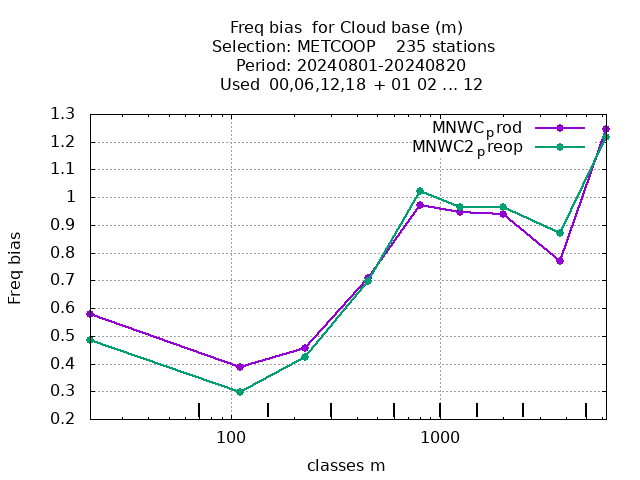 Freq bias  for Cloud base (m)
Selection: METCOOP    235 stations
Period: 20240801-20240820
Used  00,06,12,18  + 01 02 ... 12
1.3
MNWCprod
1.2
MNWC2preop
1.1
1
0.9
0.8
Freq bias
0.7
0.6
0.5
0.4
0.3
0.2
100
1000
classes m